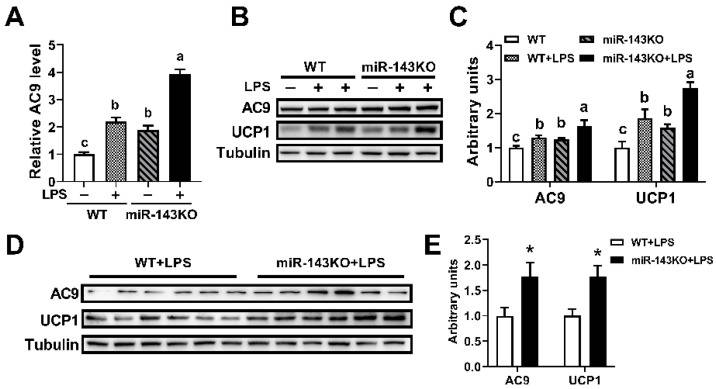 A
Relative AC9 level
5
4
3
2
1
0
c
b
b
a
LPS
–
+
–
+
WT
miR-143KO
B
WT
miR-143KO
LPS
–
+
+
–
+
+
AC9
UCP1
Tubulin
C
WT
miR-143KO
WT+LPS
miR-143KO+LPS
Arbitrary units
4
3
2
1
0
c
b
b
a
c
b
b
a
AC9
UCP1
D
WT+LPS
miR-143KO+LPS
AC9
UCP1
Tubulin
E
WT+LPS
miR-143KO+LPS
Arbitrary units
2.5
2.0
1.5
1.0
0.5
0.0
*
*
AC9
UCP1